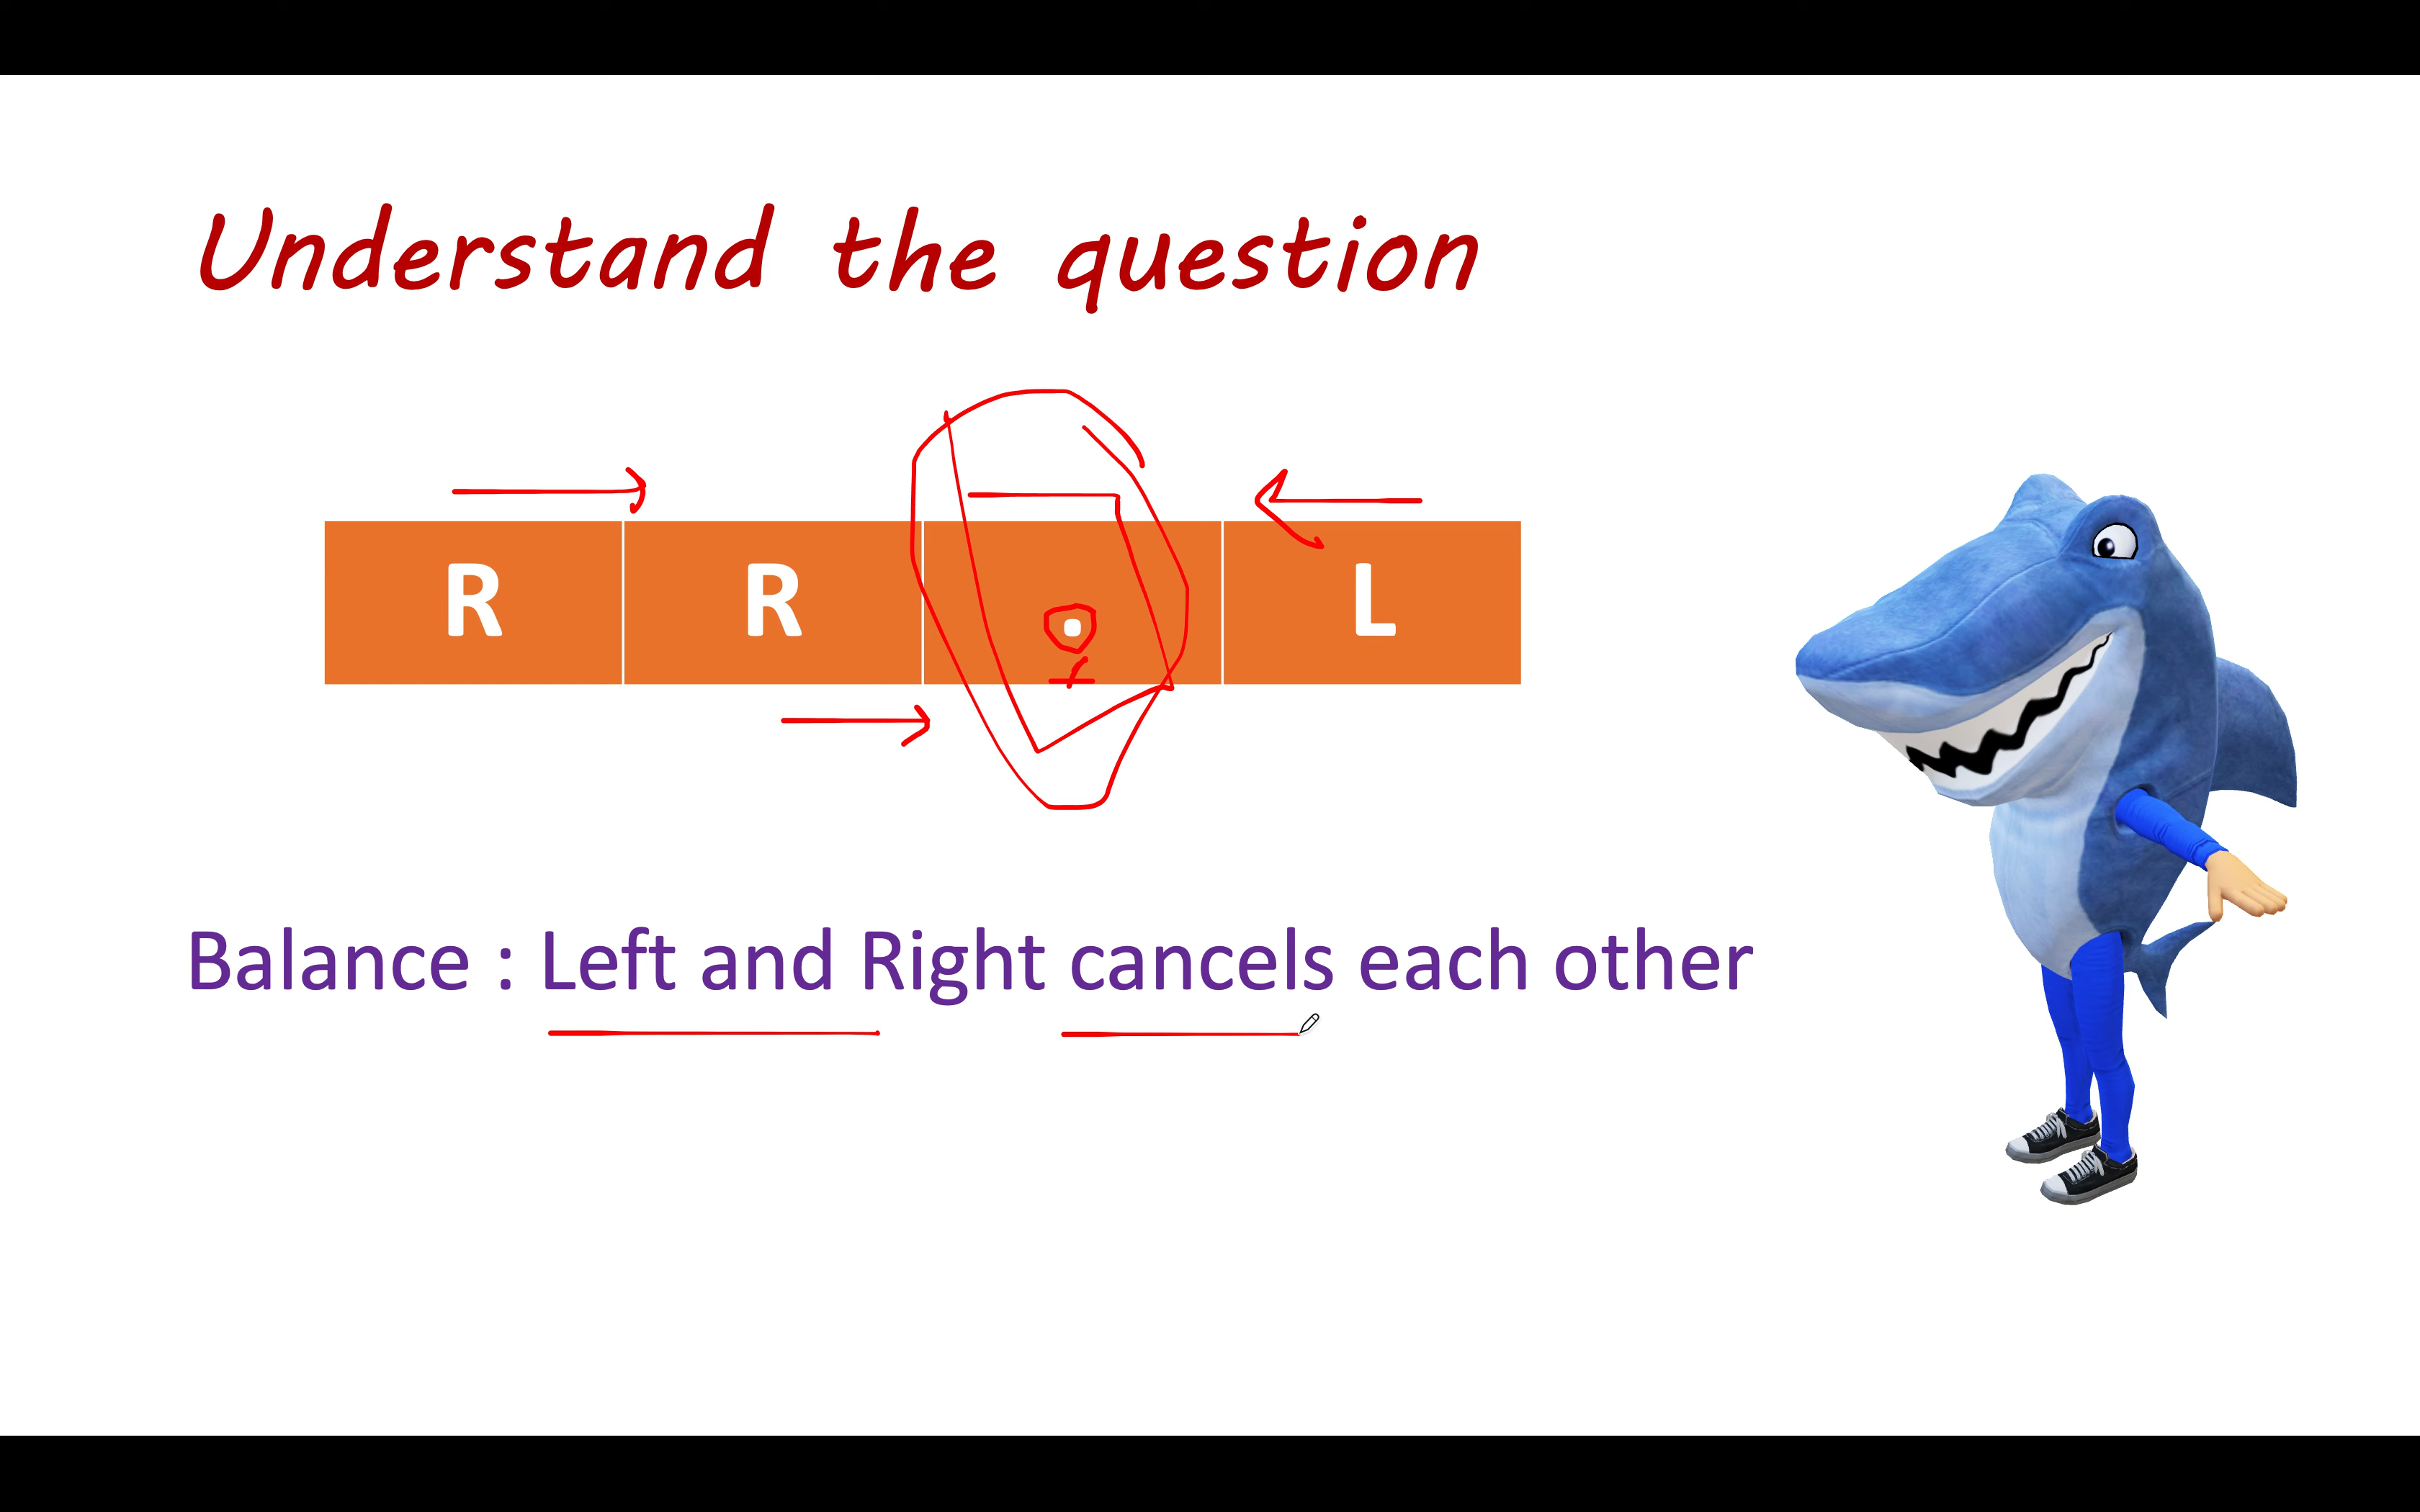 Understand the question
R R . L
Balance : Left and Right cancels each other